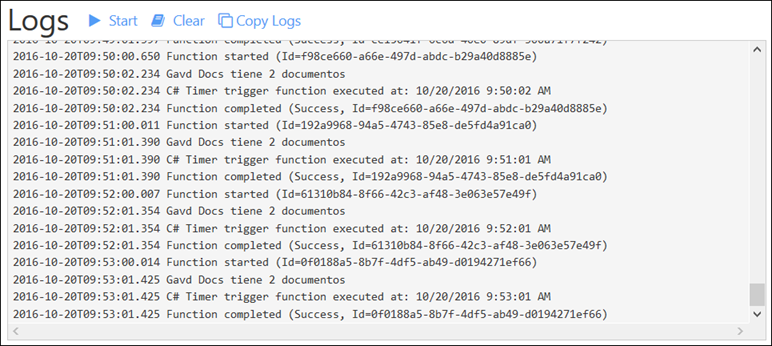 Logs Start Clear Copy Logs
2016-10-20T09:50:00.650 Function started (Id=f98ce660-a66e-497d-abdc-b29a40d8885e)
2016-10-20T09:50:02.234 Gavd Docs tiene 2 documentos
2016-10-20T09:50:02.234 C# Timer trigger function executed at: 10/20/2016 9:50:02 AM
2016-10-20T09:50:02.234 Function completed (Success, Id=f98ce660-a66e-497d-abdc-b29a40d8885e)
2016-10-20T09:51:00.011 Function started (Id=192a9968-94a5-4743-85e8-de5fd4a91ca0)
2016-10-20T09:51:01.390 Gavd Docs tiene 2 documentos
2016-10-20T09:51:01.390 C# Timer trigger function executed at: 10/20/2016 9:51:01 AM
2016-10-20T09:51:01.390 Function completed (Success, Id=192a9968-94a5-4743-85e8-de5fd4a91ca0)
2016-10-20T09:52:00.007 Function started (Id=61310b84-8f66-42c3-af48-3e063e57e49f)
2016-10-20T09:52:01.354 Gavd Docs tiene 2 documentos
2016-10-20T09:52:01.354 C# Timer trigger function executed at: 10/20/2016 9:52:01 AM
2016-10-20T09:52:01.354 Function completed (Success, Id=61310b84-8f66-42c3-af48-3e063e57e49f)
2016-10-20T09:53:00.014 Function started (Id=0f0188a5-8b7f-4df5-ab49-d0194271ef66)
2016-10-20T09:53:01.425 Gavd Docs tiene 2 documentos
2016-10-20T09:53:01.425 C# Timer trigger function executed at: 10/20/2016 9:53:01 AM
2016-10-20T09:53:01.425 Function completed (Success, Id=0f0188a5-8b7f-4df5-ab49-d0194271ef66)